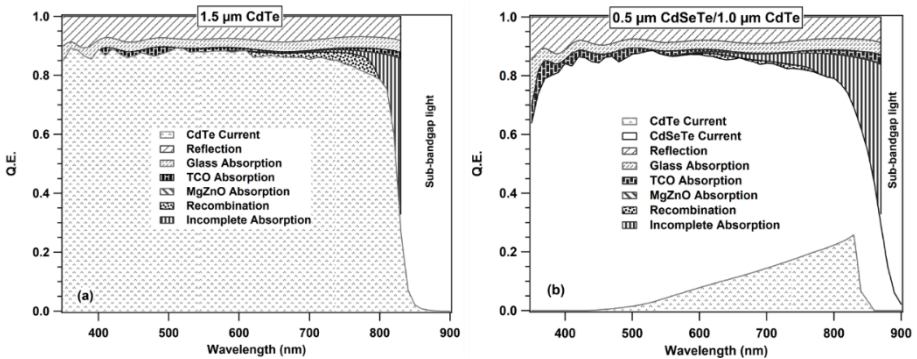 1.5 µm CdTe
1.0
0.8
0.6
0.4
0.2
0.0
Q.E.
CdTe Current
Reflection
Glass Absorption
TCO Absorption
MgZnO Absorption
Recombination
Incomplete Absorption
Sub-bandgap light
(a)
400 500 600 700 800 900
Wavelength (nm)
0.5 µm CdSeTe/1.0 µm CdTe
1.0
0.8
0.6
0.4
0.2
0.0
Q.E.
CdTe Current
CdSeTe Current
Reflection
Glass Absorption
TCO Absorption
MgZnO Absorption
Recombination
Incomplete Absorption
Sub-bandgap light
(b)
400 500 600 700 800 900
Wavelength (nm)